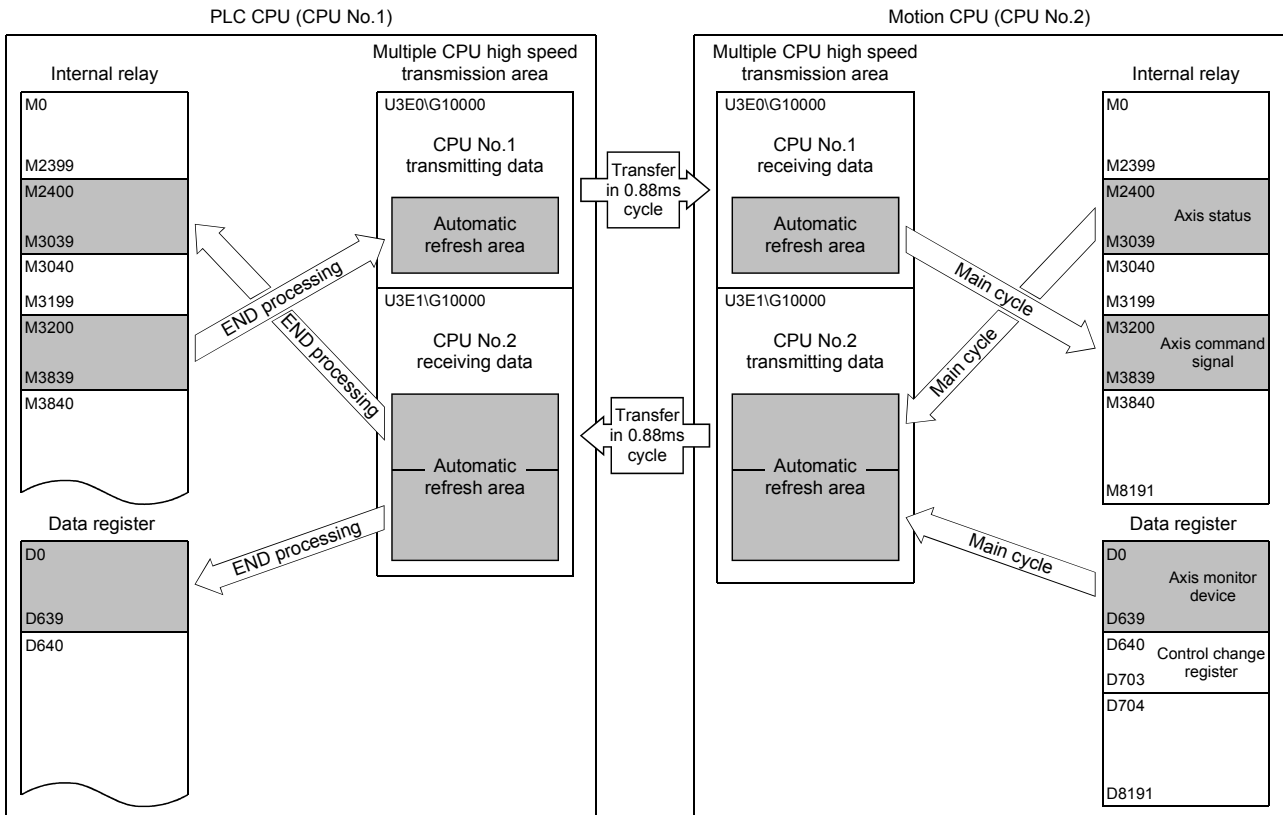 PLC CPU (CPU No.1)
Internal relay
M0
M2399
M2400
M3039
M3040
M3199
M3200
M3839
M3840
Data register
D0
D639
D640
END processing
END processing
END processing
Multiple CPU high speed
transmission area
U3E0\G10000
CPU No.1
transmitting data
Automatic
refresh area
U3E1\G10000
CPU No.2
receiving data
Automatic
refresh area
Transfer
in 0.88ms
cycle
Transfer
in 0.88ms
cycle
Motion CPU (CPU No.2)
Multiple CPU high speed
transmission area
U3E0\G10000
CPU No.1
receiving data
Automatic
refresh area
U3E1\G10000
CPU No.2
transmitting data
Automatic
refresh area
Main cycle
Main cycle
Main cycle
Internal relay
M0
M2399
M2400
Axis status
M3039
M3040
M3199
M3200
Axis command
signal
M3839
M3840
M8191
Data register
D0
Axis monitor
device
D639
D640
Control change
register
D703
D704
D8191